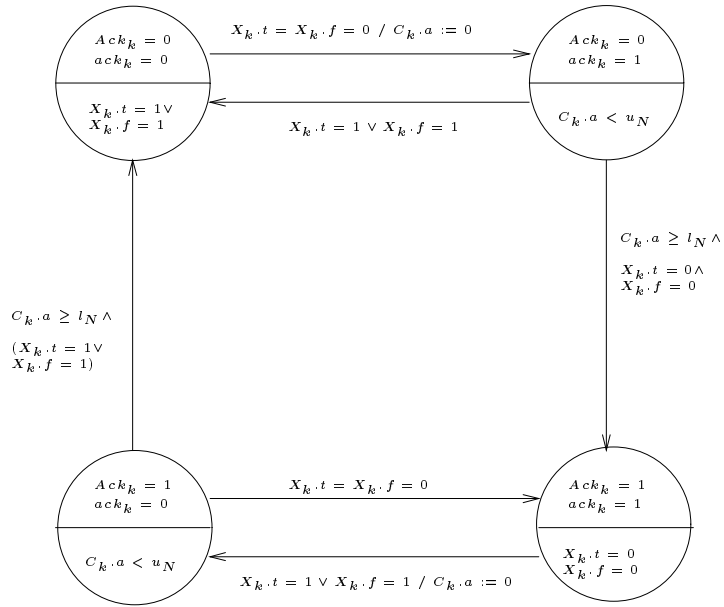 Ack_k = 0
ack_k = 0
X_k.t = 1∨
X_k.f = 1
X_k.t = X_k.f = 0 / C_k.a := 0
X_k.t = 1 ∨ X_k.f = 1
Ack_k = 0
ack_k = 1
C_k.a < u_N
C_k.a ≥ l_N ∧
X_k.t = 0∧
X_k.f = 0
C_k.a ≥ l_N ∧
(X_k.t = 1∨
X_k.f = 1)
Ack_k = 1
ack_k = 0
C_k.a < u_N
X_k.t = X_k.f = 0
X_k.t = 1 ∨ X_k.f = 1 / C_k.a := 0
Ack_k = 1
ack_k = 1
X_k.t = 0
X_k.f = 0